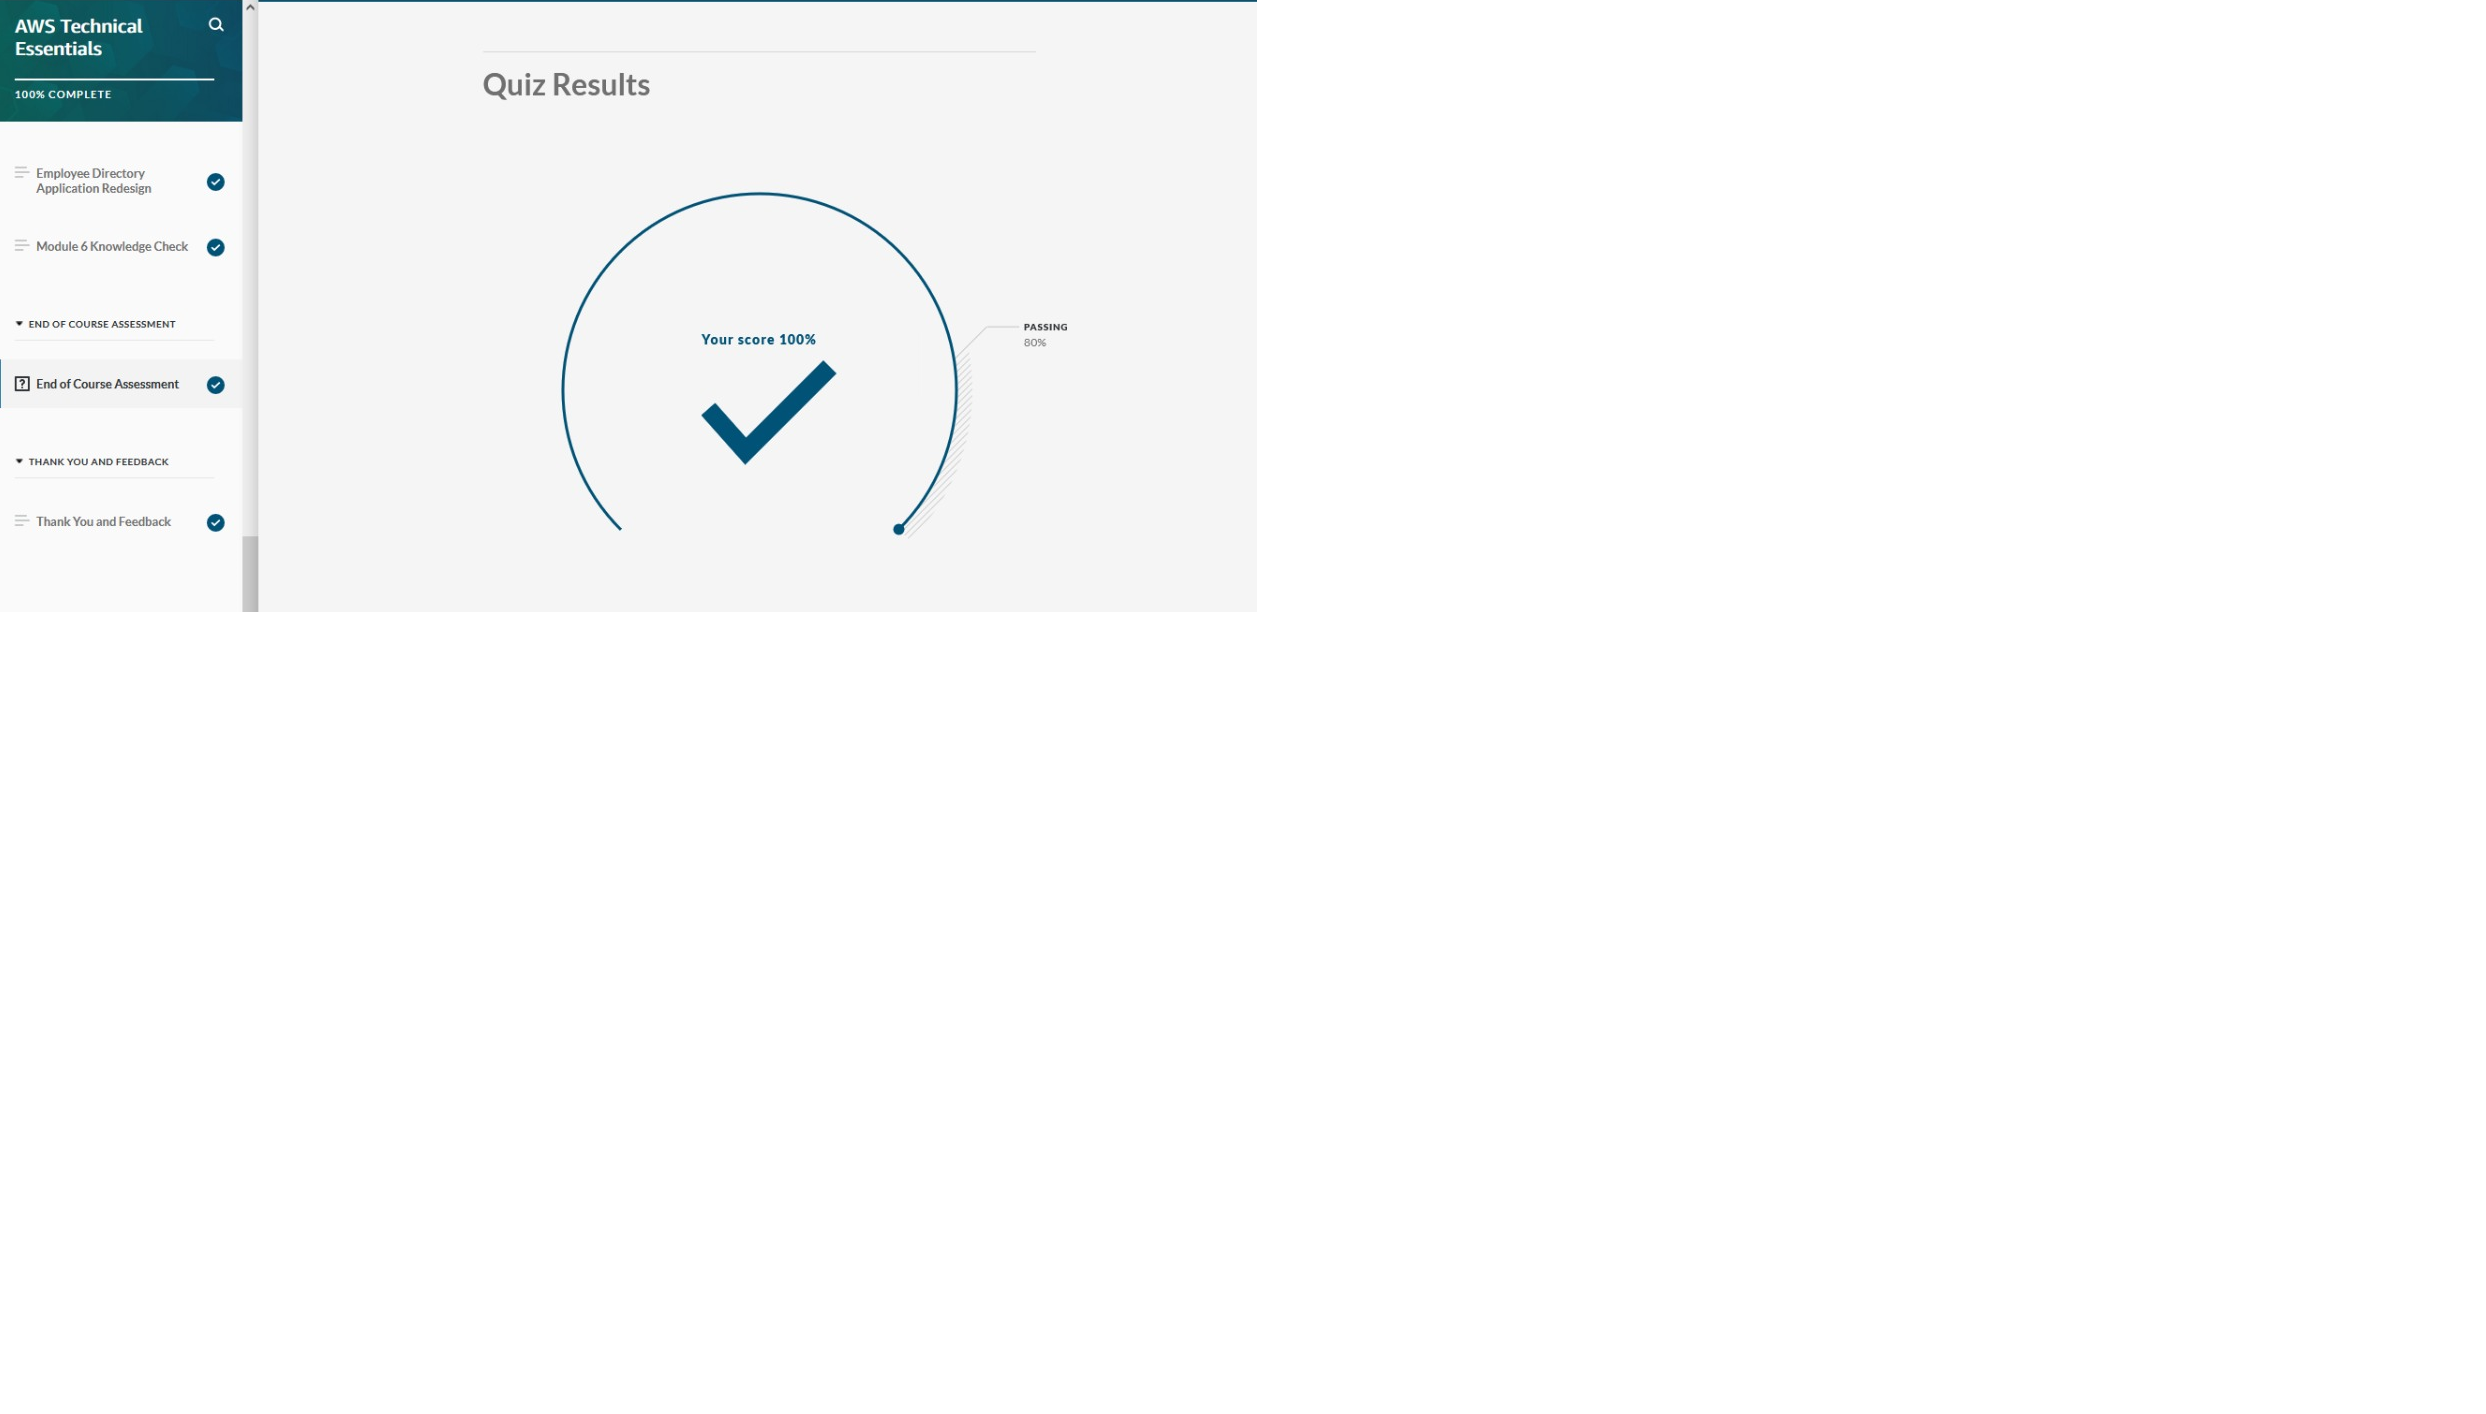 AWS Technical
Essentials
100% COMPLETE
Employee Directory
Application Redesign
Module 6 Knowledge Check
END OF COURSE ASSESSMENT
End of Course Assessment
THANK YOU AND FEEDBACK
Thank You and Feedback
Quiz Results
Your score 100%
PASSING
80%